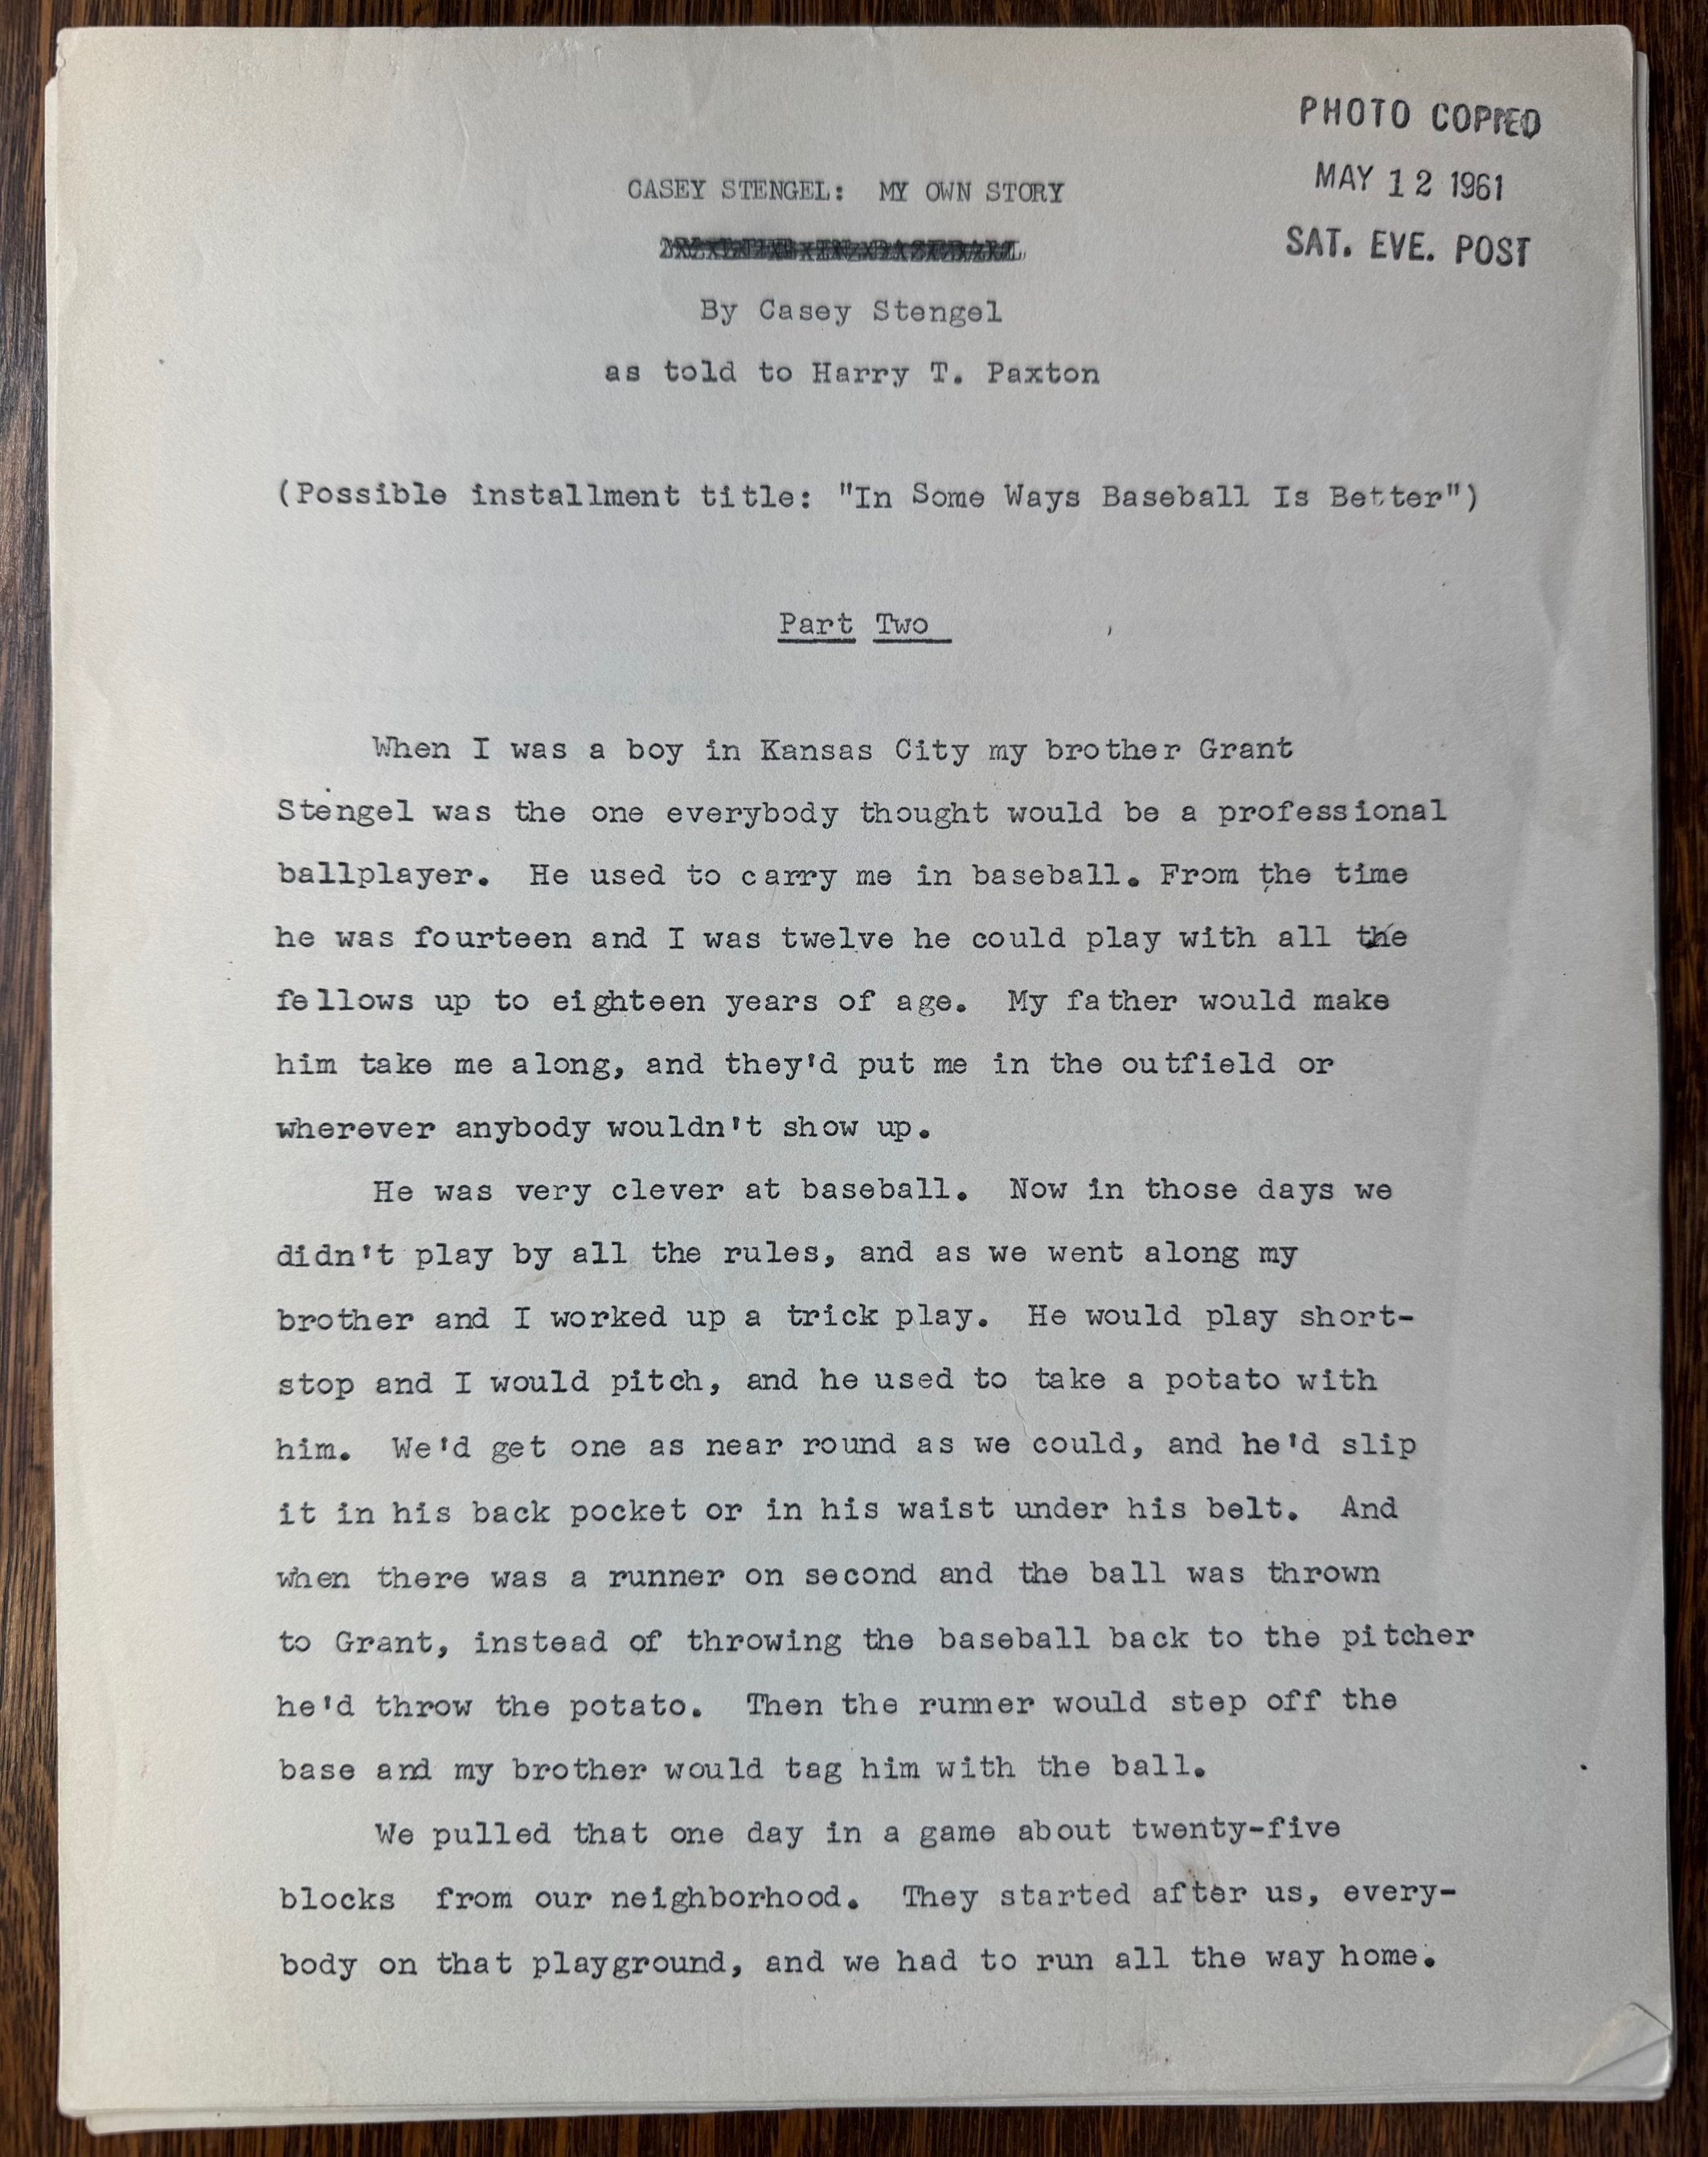 PHOTO COPIED
MAY 12 1961
SAT. EVE. POST
CASEY STENGEL: MY OWN STORY
By Casey Stengel
as told to Harry T. Paxton
(Possible installment title: "In Some Ways Baseball Is Better")
Part Two
When I was a boy in Kansas City my brother Grant
Stengel was the one everybody thought would be a professional
ballplayer. He used to carry me in baseball. From the time
he was fourteen and I was twelve he could play with all the
fellows up to eighteen years of age. My father would make
him take me along, and they'd put me in the outfield or
wherever anybody wouldn't show up.
He was very clever at baseball. Now in those days we
didn't play by all the rules, and as we went along my
brother and I worked up a trick play. He would play short-
stop and I would pitch, and he used to take a potato with
him. We'd get one as near round as we could, and he'd slip
it in his back pocket or in his waist under his belt. And
when there was a runner on second and the ball was thrown
to Grant, instead of throwing the baseball back to the pitcher
he'd throw the potato. Then the runner would step off the
base and my brother would tag him with the ball.
We pulled that one day in a game about twenty-five
blocks from our neighborhood. They started after us, every-
body on that playground, and we had to run all the way home.